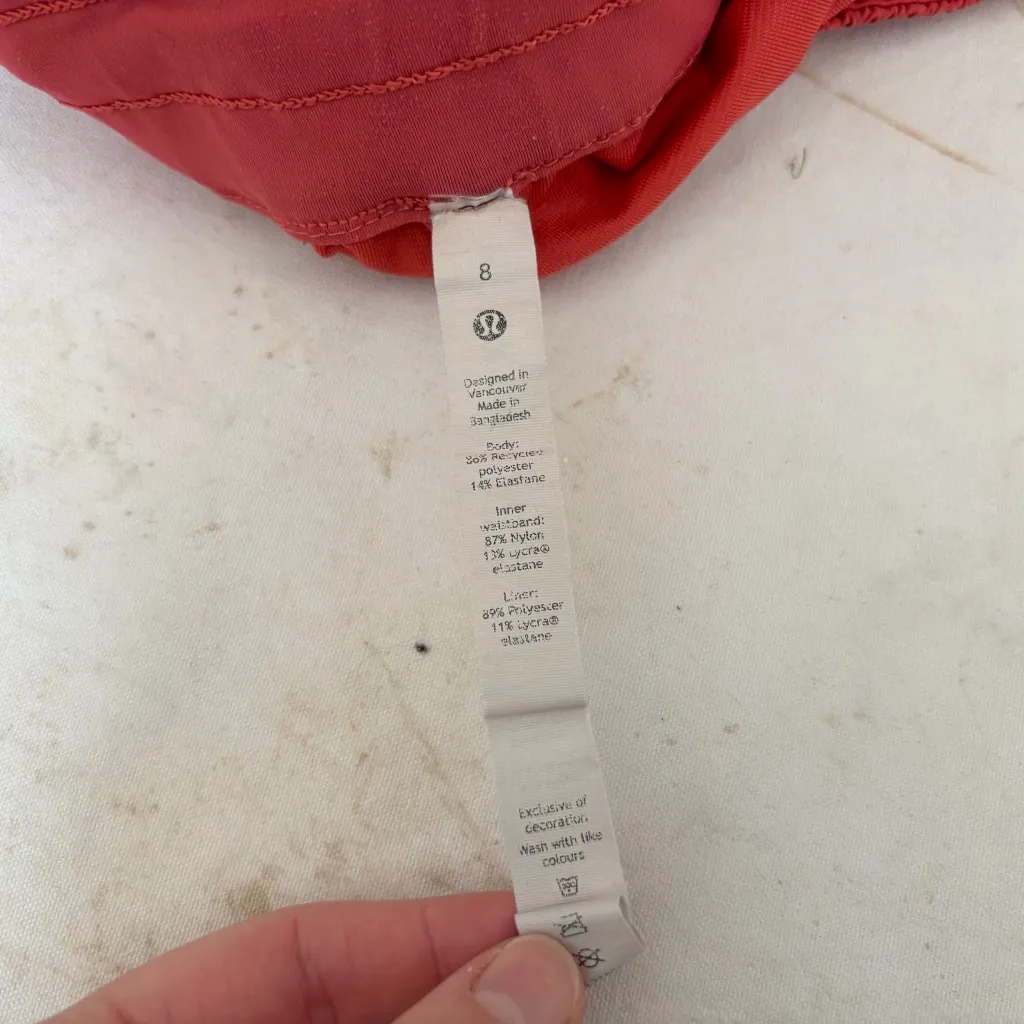 8
Designed in
Vancouver
Made in
Bangladesh
Body:
86% Recycled
polyester
14% Elastane
Inner
waistband:
87% Nylon
13% Lycra®
elastane
Liner:
89% Polyester
11% Lycra®
elastane
Exclusive of
decoration
Wash with like
colours